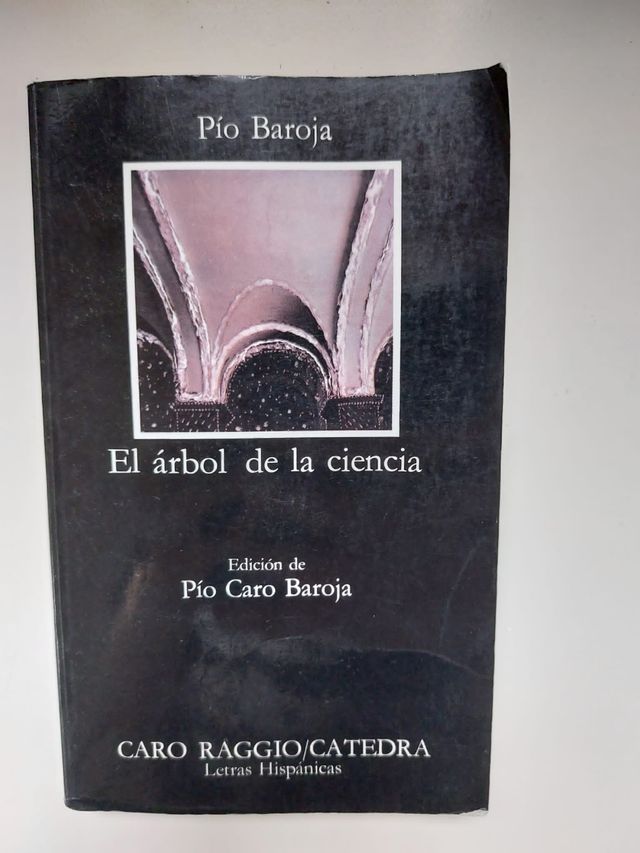 Pío Baroja
El árbol de la ciencia
Edición de
Pío Caro Baroja
CARO RAGGIO/CATEDRA
Letras Hispánicas